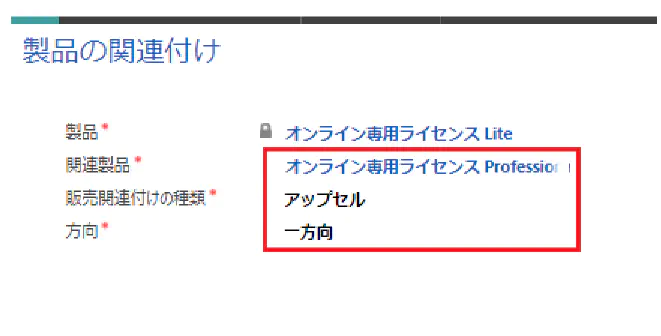 製品の関連付け
製品* オンライン専用ライセンス Lite
関連製品* オンライン専用ライセンス Professio
販売関連付けの種類* アップセル
方向* 一方向